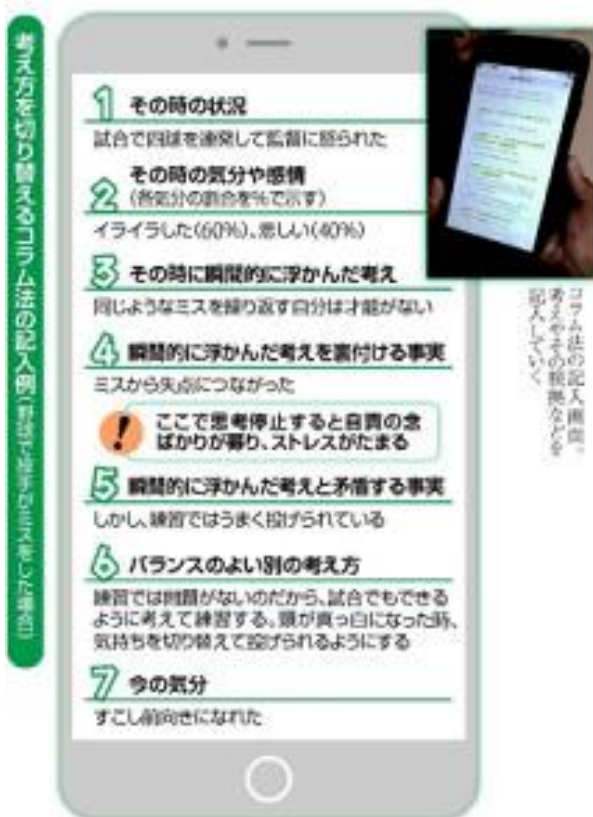 考え方を切り替えるコラム法の記入例(野球で投手がミスをした場合)
1 その時の状況
試合で四球を連発して監督に怒られた
2 その時の気分や感情
(各気分の割合を%で示す)
イライラした(60%)、悲しい(40%)
3 その時に瞬間的に浮かんだ考え
同じようなミスを繰り返す自分は才能がない
4 瞬間的に浮かんだ考えを裏付ける事実
ミスから失点につながった
! ここで思考停止すると自責の念
ばかりが募り、ストレスがたまる
5 瞬間的に浮かんだ考えと矛盾する事実
しかし、練習ではうまく投げられている
6 バランスのよい別の考え方
練習では問題がないのだから、試合でもできる
ように考えて練習する。頭が真っ白になった時、
気持ちを切り替えて投げられるようにする
7 今の気分
すこし前向きになれた
コラム法の記入画面。
考えやその根拠などを
記入していく